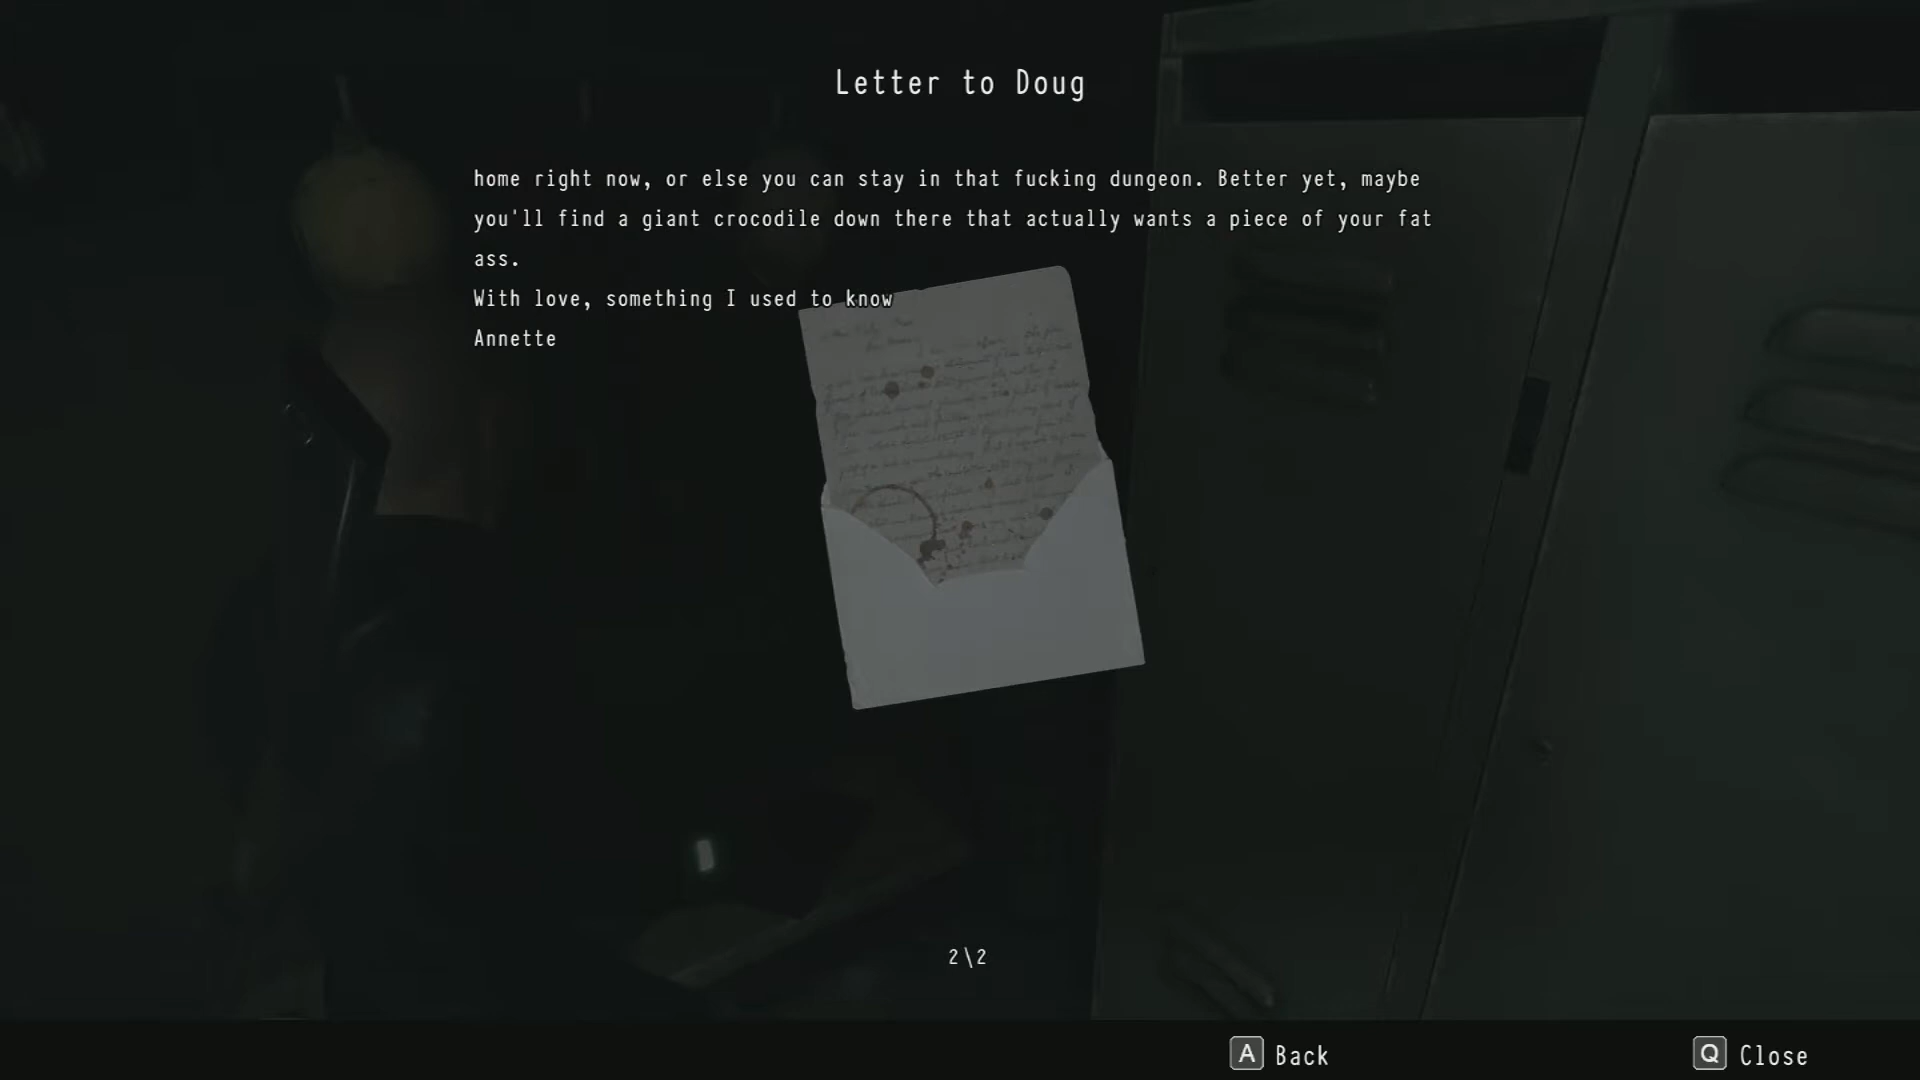 Letter to Doug
home right now, or else you can stay in that fucking dungeon. Better yet, maybe
you'll find a giant crocodile down there that actually wants a piece of your fat
ass.
With love, something I used to know
Annette
2\2
A Back
Q Close